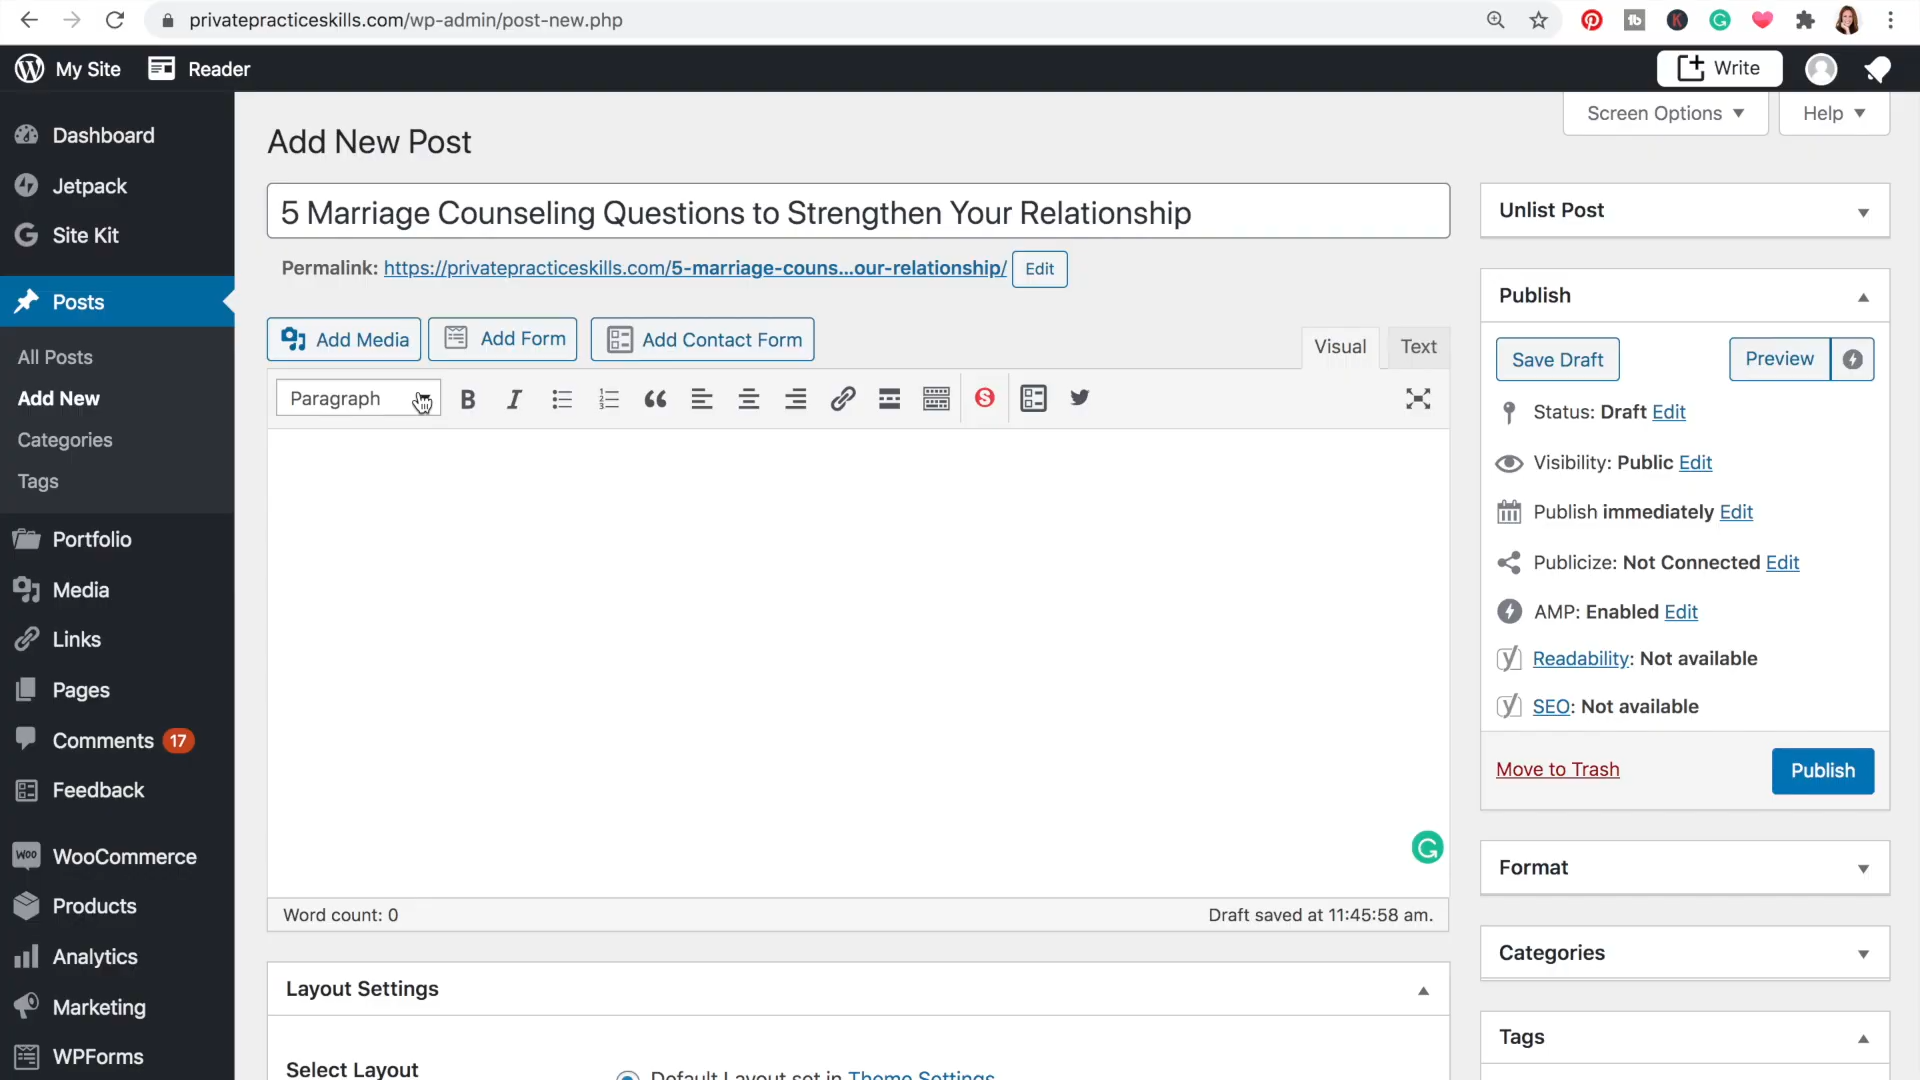 privatepracticeskills.com/wp-admin/post-new.php
My Site
Reader
Write
Dashboard
Jetpack
Site Kit
Posts
All Posts
Add New
Categories
Tags
Portfolio
Media
Links
Pages
Comments 17
Feedback
WooCommerce
Products
Analytics
Marketing
WPForms
Screen Options
Help
Add New Post
5 Marriage Counseling Questions to Strengthen Your Relationship
Permalink: https://privatepracticeskills.com/5-marriage-couns...our-relationship/ Edit
Add Media
Add Form
Add Contact Form
Visual
Text
Paragraph
Word count: 0
Draft saved at 11:45:58 am.
Layout Settings
Select Layout
Default Layout set in Theme Settings
Unlist Post
Publish
Save Draft
Preview
Status: Draft Edit
Visibility: Public Edit
Publish immediately Edit
Publicize: Not Connected Edit
AMP: Enabled Edit
Readability: Not available
SEO: Not available
Move to Trash
Publish
Format
Categories
Tags